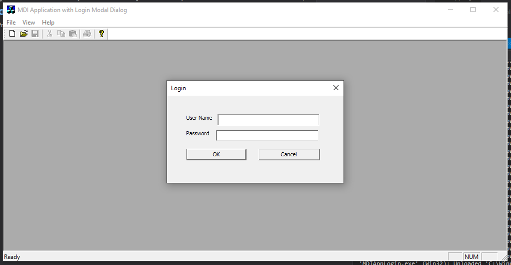 MDI Application with Login Modal Dialog
File View Help
Login
User Name
Password
OK Cancel
Ready NUM